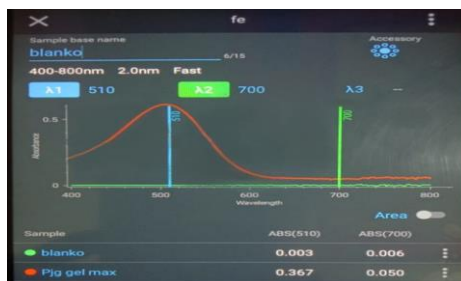 fe
Sample base name
Accessory
blanko
6/15
400-800nm 2.0nm Fast
λ1 510 λ2 700 λ3 –
0.5
510
700
Absorbance
0
400 500 600 700 800
Wavelength
Area
Sample ABS(510) ABS(700)
blanko 0.003 0.006
Pjg gel max 0.367 0.050